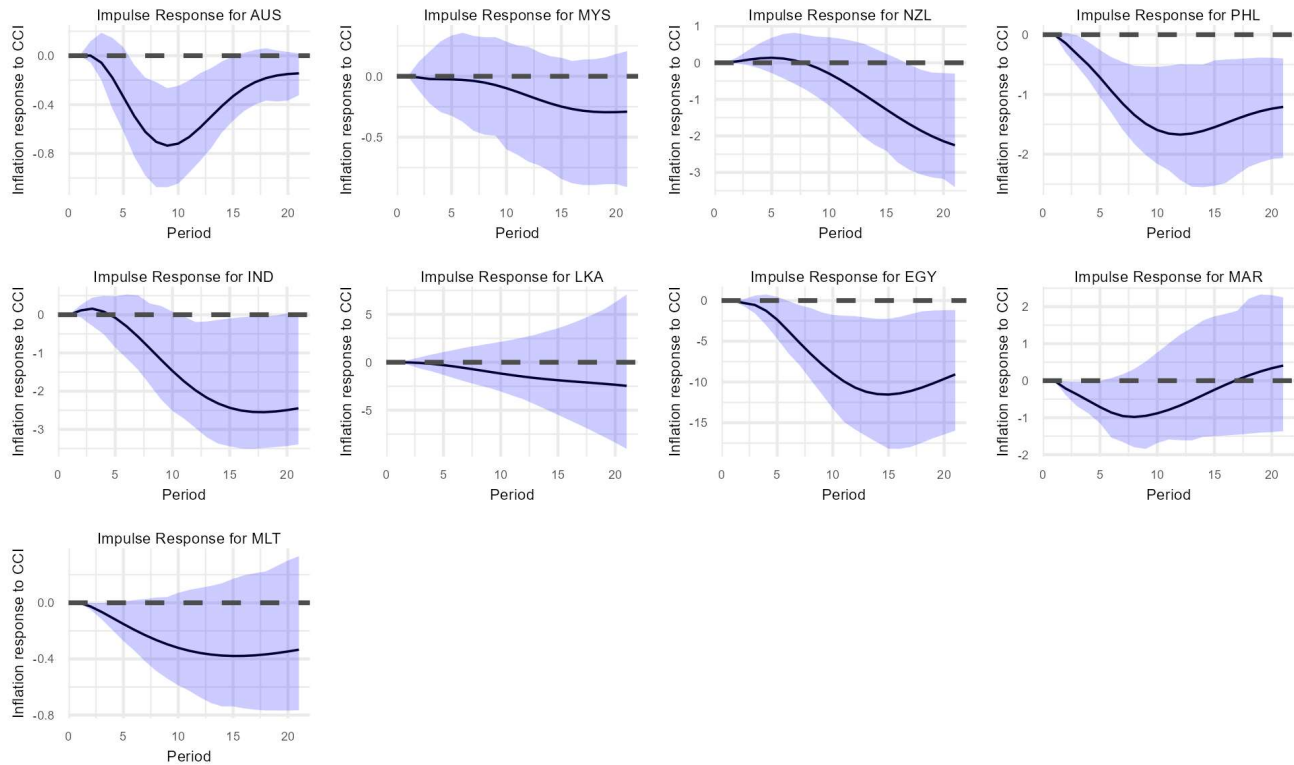 Impulse Response for AUS
Inflation response to CCI
0.0
-0.4
-0.8
0 5 10 15 20
Period
Impulse Response for MYS
Inflation response to CCI
0.0
-0.5
0 5 10 15 20
Period
Impulse Response for NZL
Inflation response to CCI
1
0
-1
-2
-3
0 5 10 15 20
Period
Impulse Response for PHL
Inflation response to CCI
0
-1
-2
0 5 10 15 20
Period
Impulse Response for IND
Inflation response to CCI
0
-1
-2
-3
0 5 10 15 20
Period
Impulse Response for LKA
Inflation response to CCI
5
0
-5
0 5 10 15 20
Period
Impulse Response for EGY
Inflation response to CCI
0
-5
-10
-15
0 5 10 15 20
Period
Impulse Response for MAR
Inflation response to CCI
2
1
0
-1
-2
0 5 10 15 20
Period
Impulse Response for MLT
Inflation response to CCI
0.0
-0.4
-0.8
0 5 10 15 20
Period